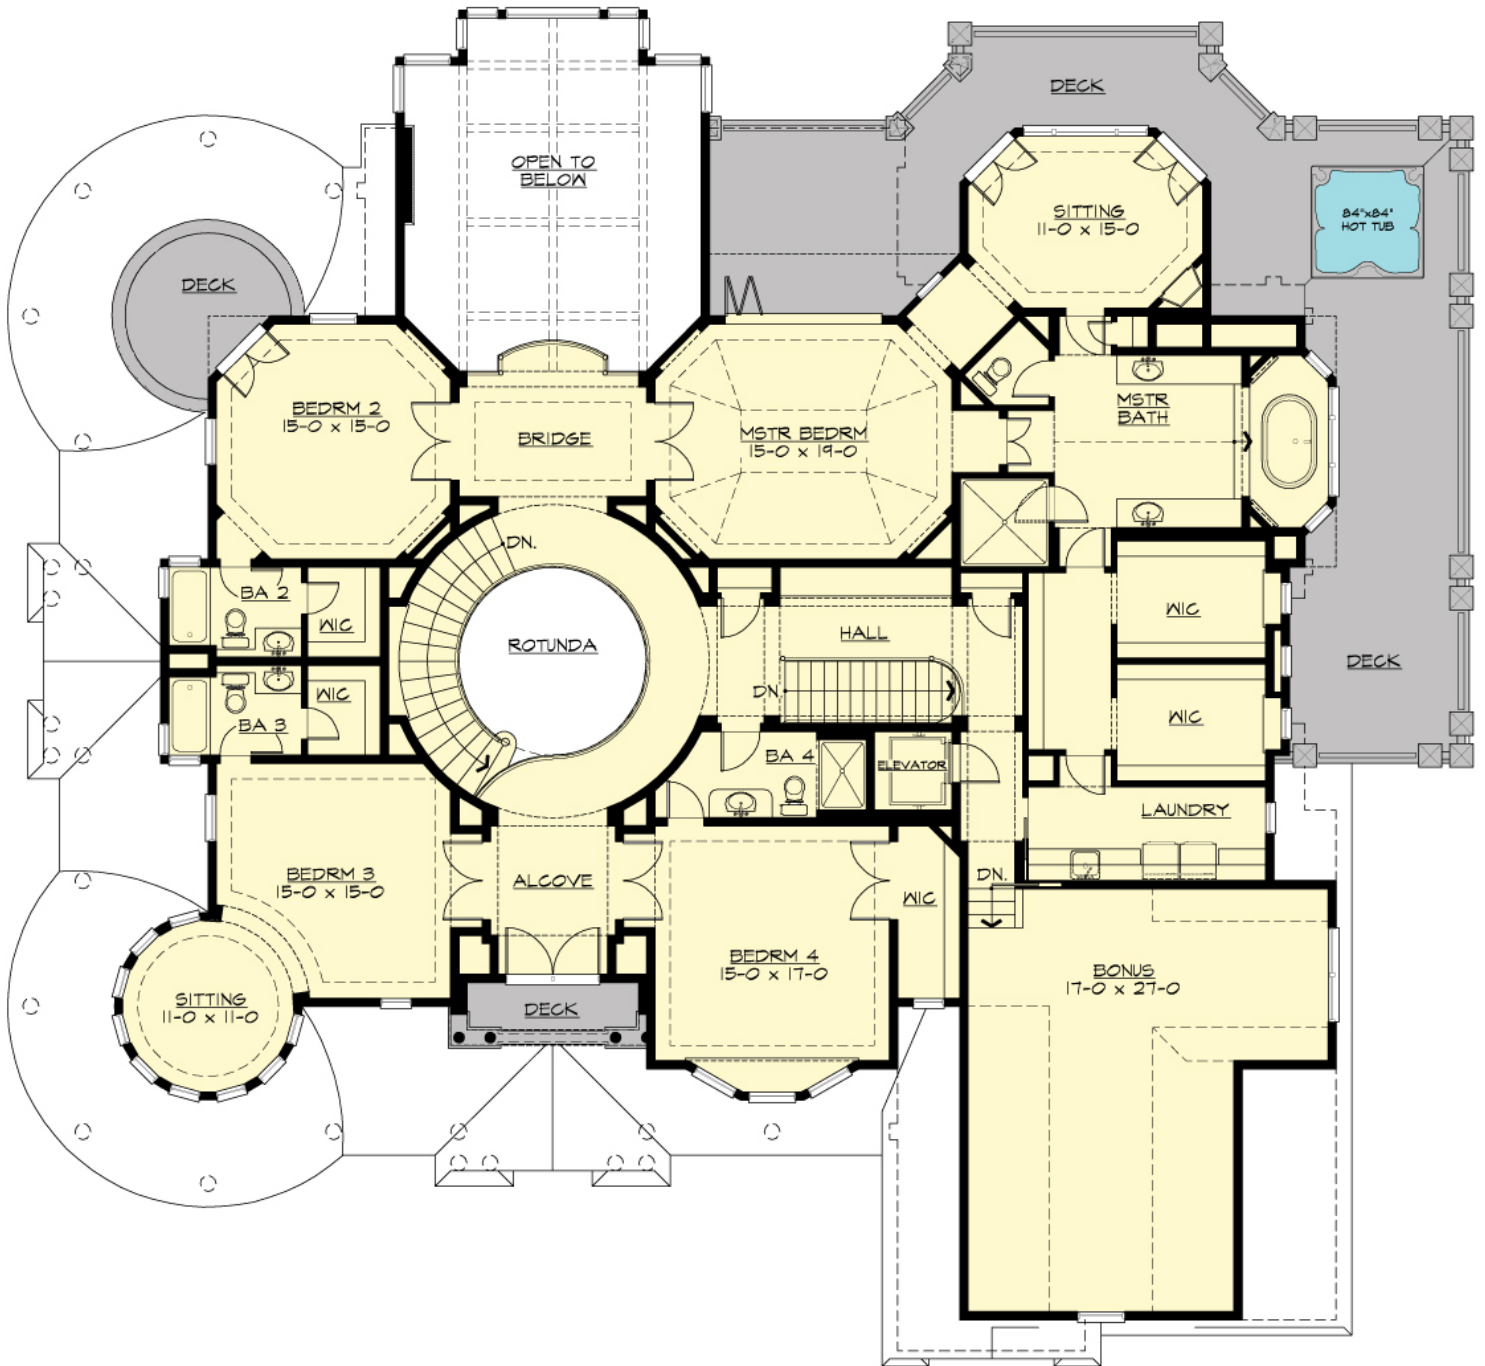 DECK
OPEN TO
BELOW
84"x84"
HOT TUB
SITTING
11-0 x 15-0
DECK
BEDRM 2
15-0 x 15-0
BRIDGE
MSTR BEDRM
15-0 x 19-0
MSTR
BATH
DN.
BA 2
WIC
ROTUNDA
HALL
WIC
DECK
WIC
DN.
WIC
BA 3
BA 4
ELEVATOR
LAUNDRY
BEDRM 3
15-0 x 15-0
ALCOVE
DN.
WIC
BEDRM 4
15-0 x 17-0
BONUS
17-0 x 27-0
SITTING
11-0 x 11-0
DECK
DECK